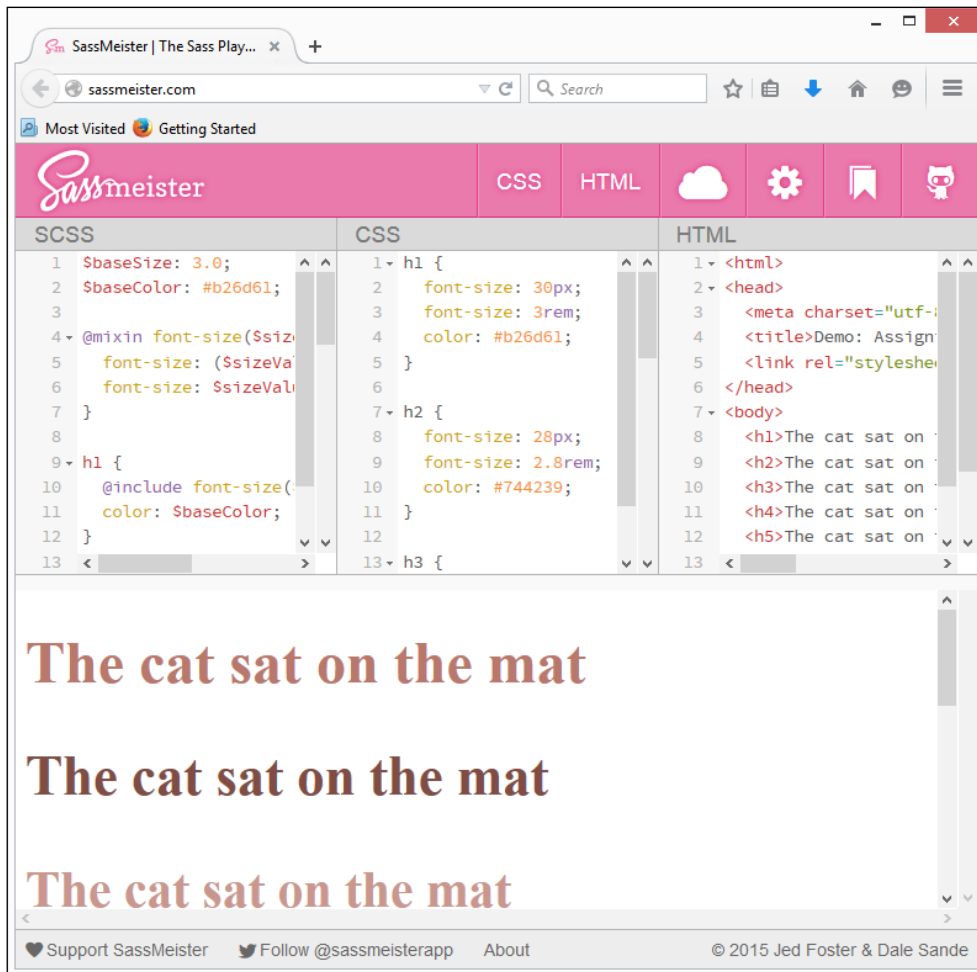 SassMeister | The Sass Play...
sassmeister.com
Search
Most Visited Getting Started
Sassmeister CSS HTML
SCSS
1 $baseSize: 3.0;
2 $baseColor: #b26d61;
3
4 @mixin font-size($siz
5 font-size: ($sizeVa
6 font-size: $sizeValu
7 }
8
9 h1 {
10 @include font-size(
11 color: $baseColor;
12 }
13
CSS
1 h1 {
2 font-size: 30px;
3 font-size: 3rem;
4 color: #b26d61;
5 }
6
7 h2 {
8 font-size: 28px;
9 font-size: 2.8rem;
10 color: #744239;
11 }
12
13 h3 {
HTML
1 <html>
2 <head>
3 <meta charset="utf-8
4 <title>Demo: Assign
5 <link rel="styleshe
6 </head>
7 <body>
8 <h1>The cat sat on
9 <h2>The cat sat on
10 <h3>The cat sat on
11 <h4>The cat sat on
12 <h5>The cat sat on
13
The cat sat on the mat
The cat sat on the mat
The cat sat on the mat
Support SassMeister Follow @sassmeisterapp About © 2015 Jed Foster & Dale Sande